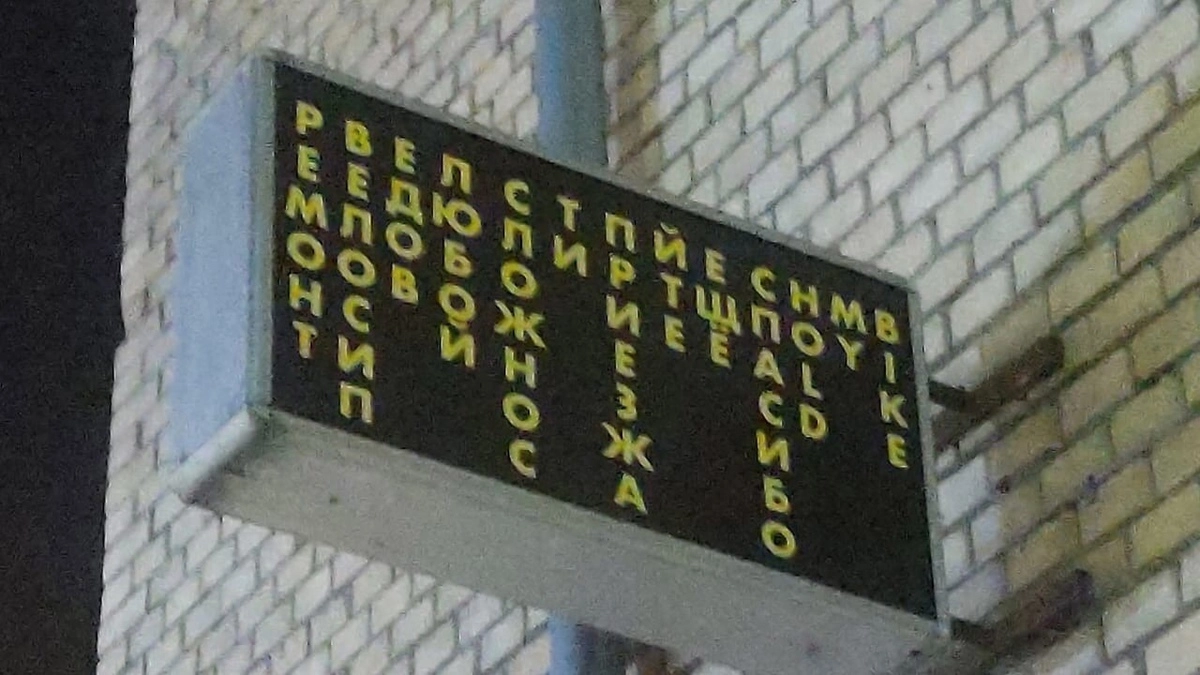 РЕМОНТ
ВЕЛОСИП
ЕДОВ
ЛЮБОЙ
СЛОЖНОС
ТИ
ПРИЕЗЖА
ЙТЕ
ЕЩЁ
СПАСИБО
HOLD
MY
BIKE